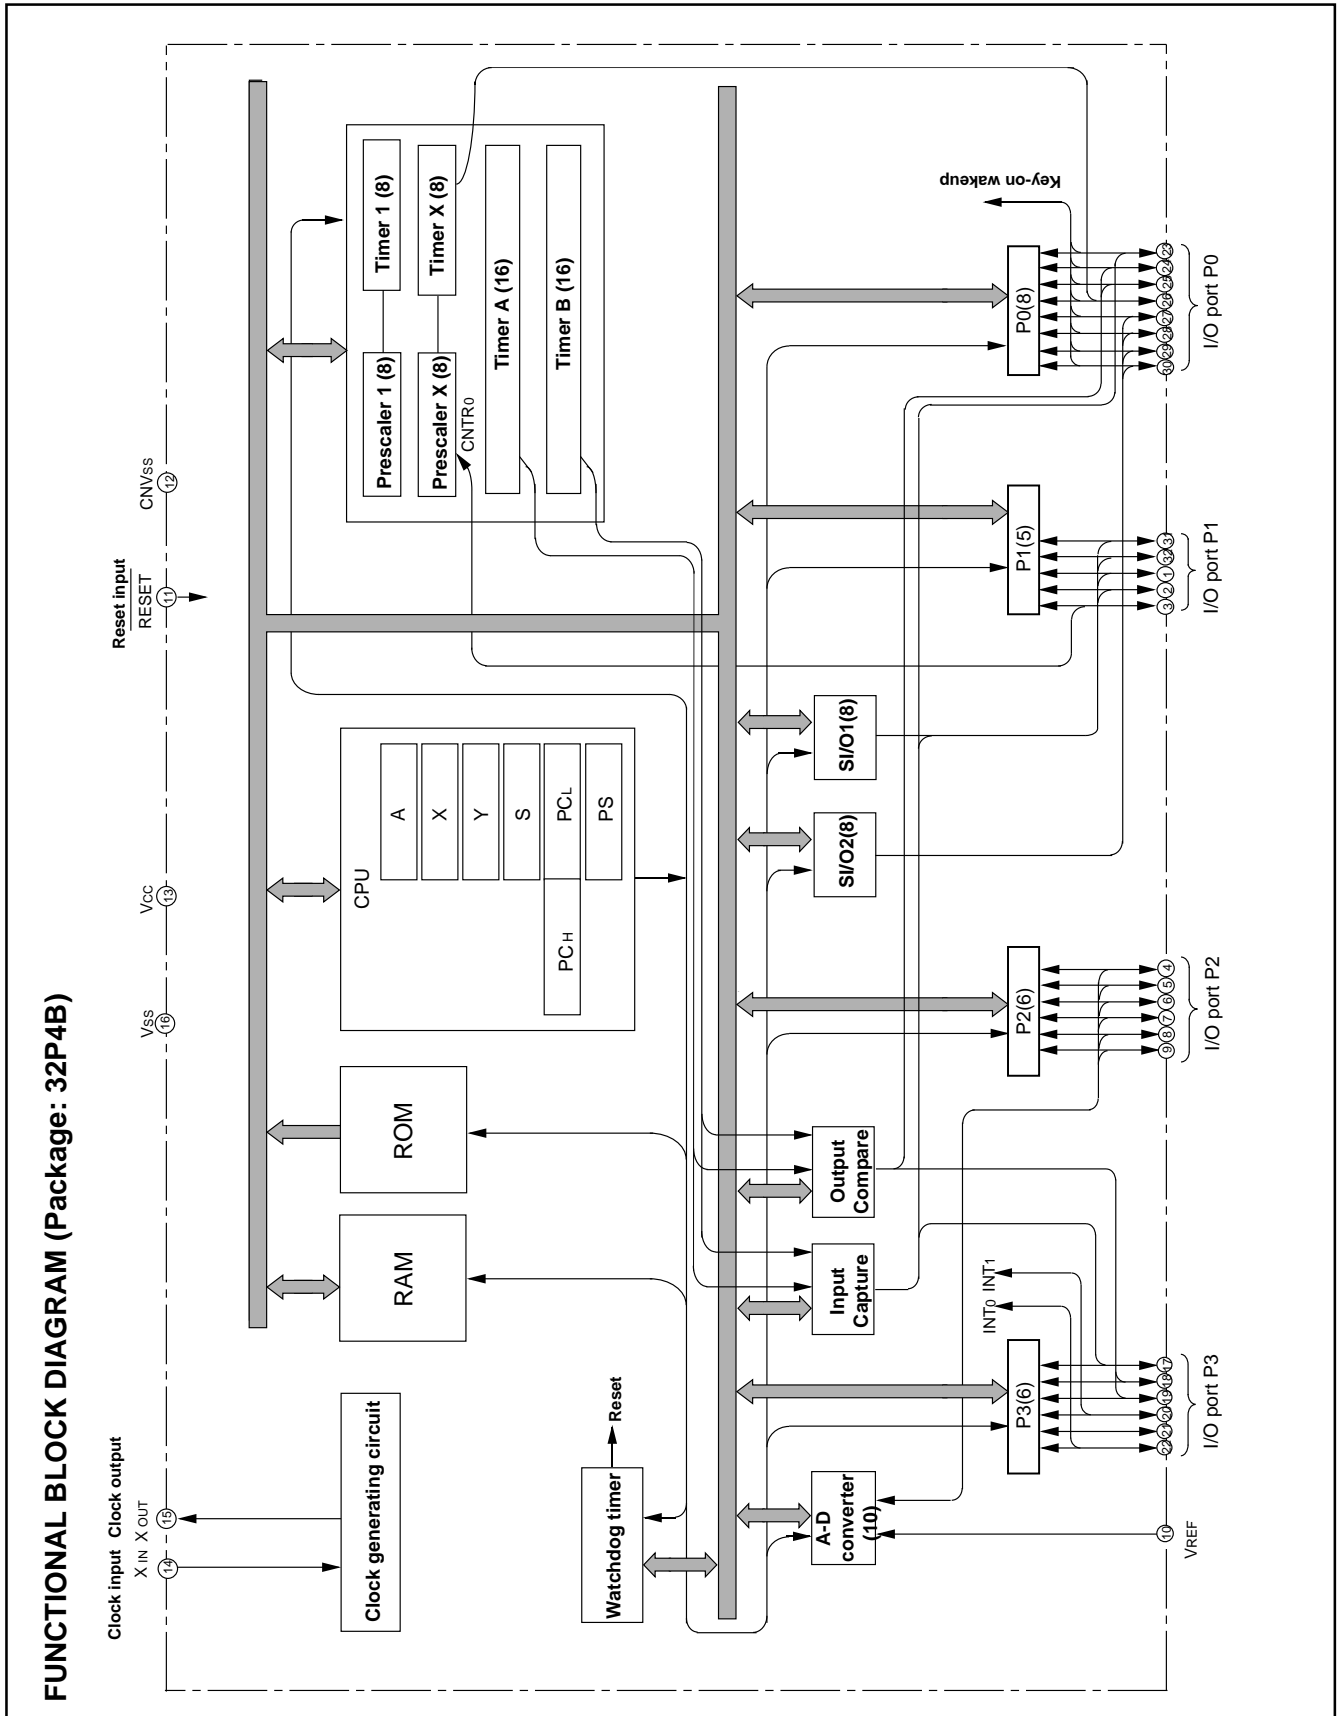 FUNCTIONAL BLOCK DIAGRAM (Package: 32P4B)
Clock input
Clock output
XIN
XOUT
14
15
VSS
16
VCC
13
Reset input
RESET
11
CNVSS
12
Clock generating circuit
RAM
ROM
CPU
A
X
Y
S
PCH
PCL
PS
Prescaler 1 (8)
Timer 1 (8)
Prescaler X (8)
Timer X (8)
CNTR0
Timer A (16)
Timer B (16)
Watchdog timer
Reset
A-D
converter
(10)
Input
Capture
Output
Compare
SI/O2(8)
SI/O1(8)
INT0
INT1
Key-on wakeup
P3(6)
P2(6)
P1(5)
P0(8)
10
VREF
22
21
20
19
18
17
I/O port P3
9
8
7
6
5
4
I/O port P2
3
2
1
32
31
I/O port P1
30
29
28
27
26
25
24
23
I/O port P0